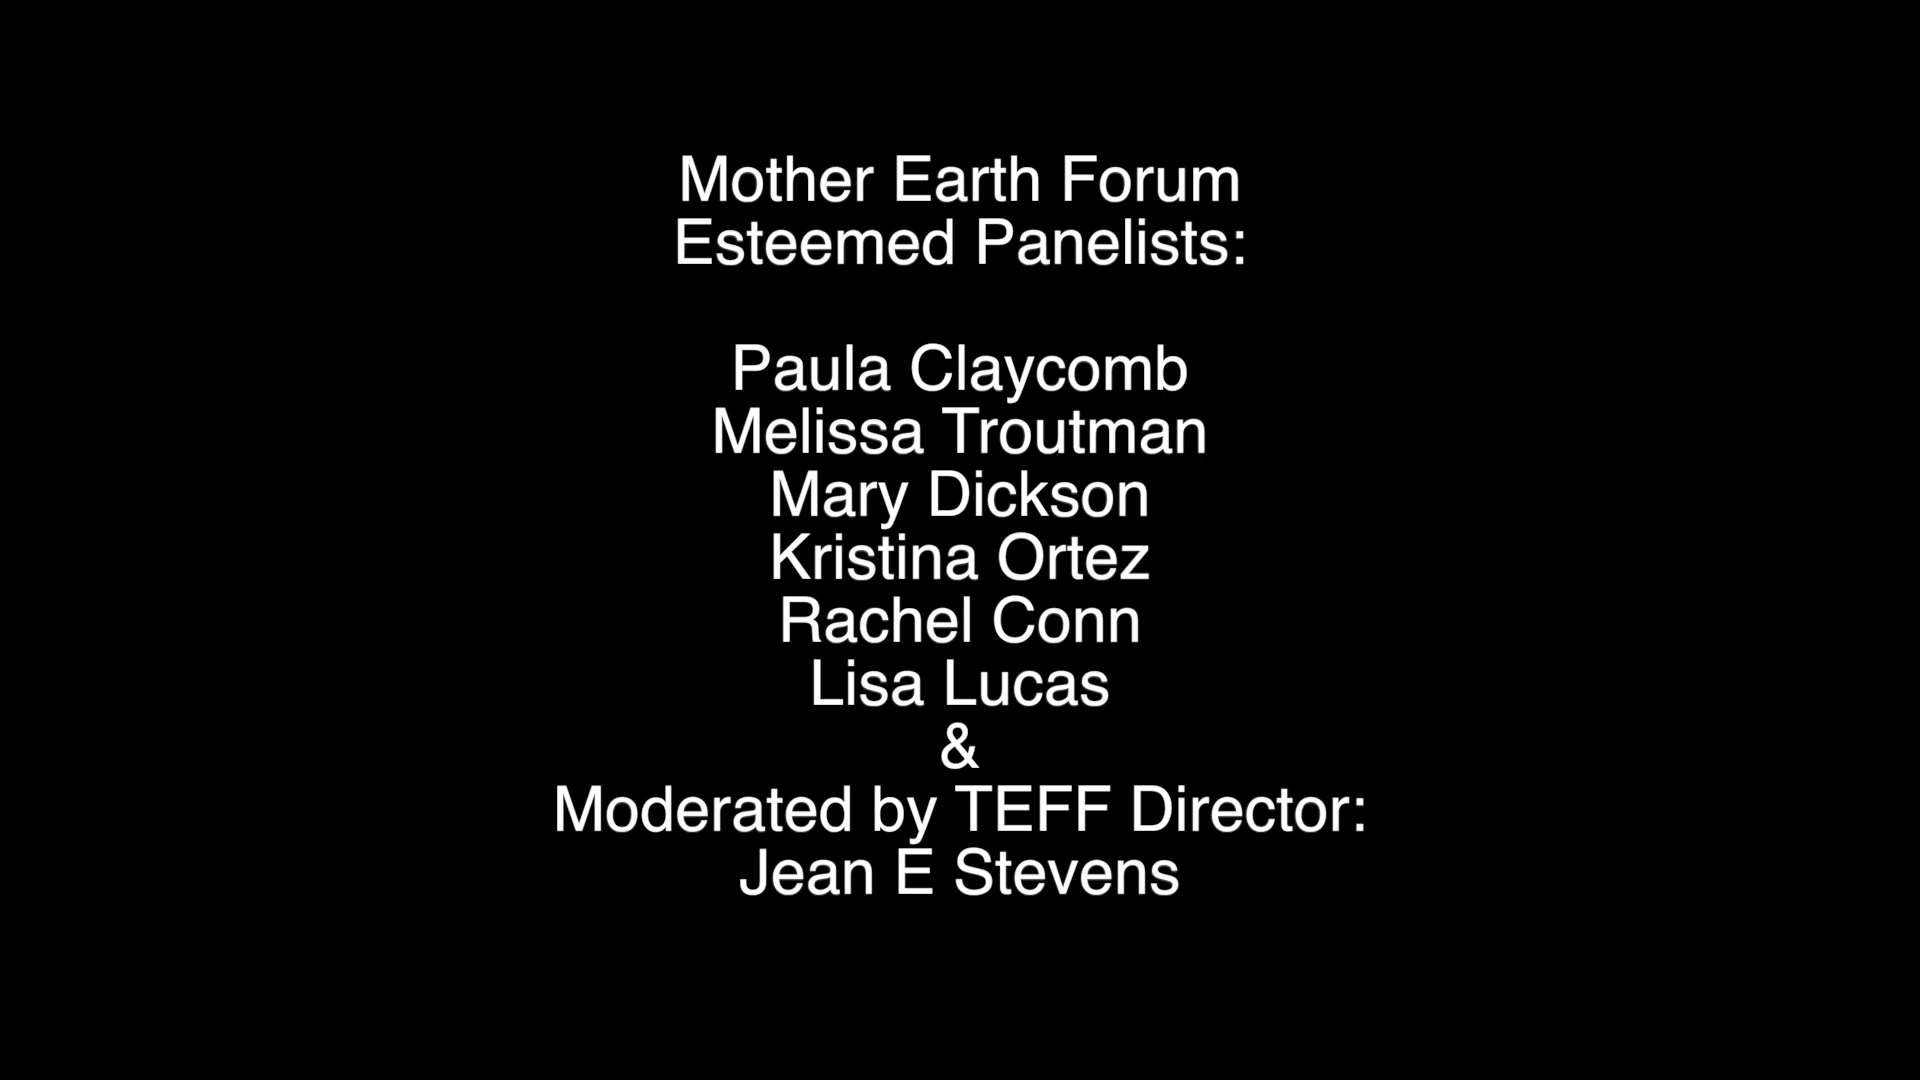 Mother Earth Forum
Esteemed Panelists:
Paula Claycomb
Melissa Troutman
Mary Dickson
Kristina Ortez
Rachel Conn
Lisa Lucas
&
Moderated by TEFF Director:
Jean E Stevens